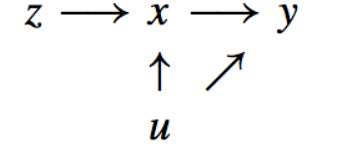 z ⟶ x ⟶ y
↑ ↗
u